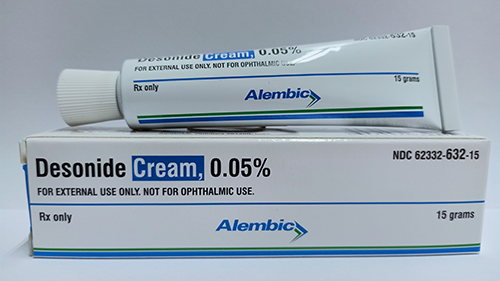 Desonide Cream, 0.05%
FOR EXTERNAL USE ONLY. NOT FOR OPHTHALMIC USE.
Rx only
15 grams
Alembic
Desonide Cream, 0.05%
NDC 62332-632-15
FOR EXTERNAL USE ONLY. NOT FOR OPHTHALMIC USE.
Rx only
Alembic
15 grams